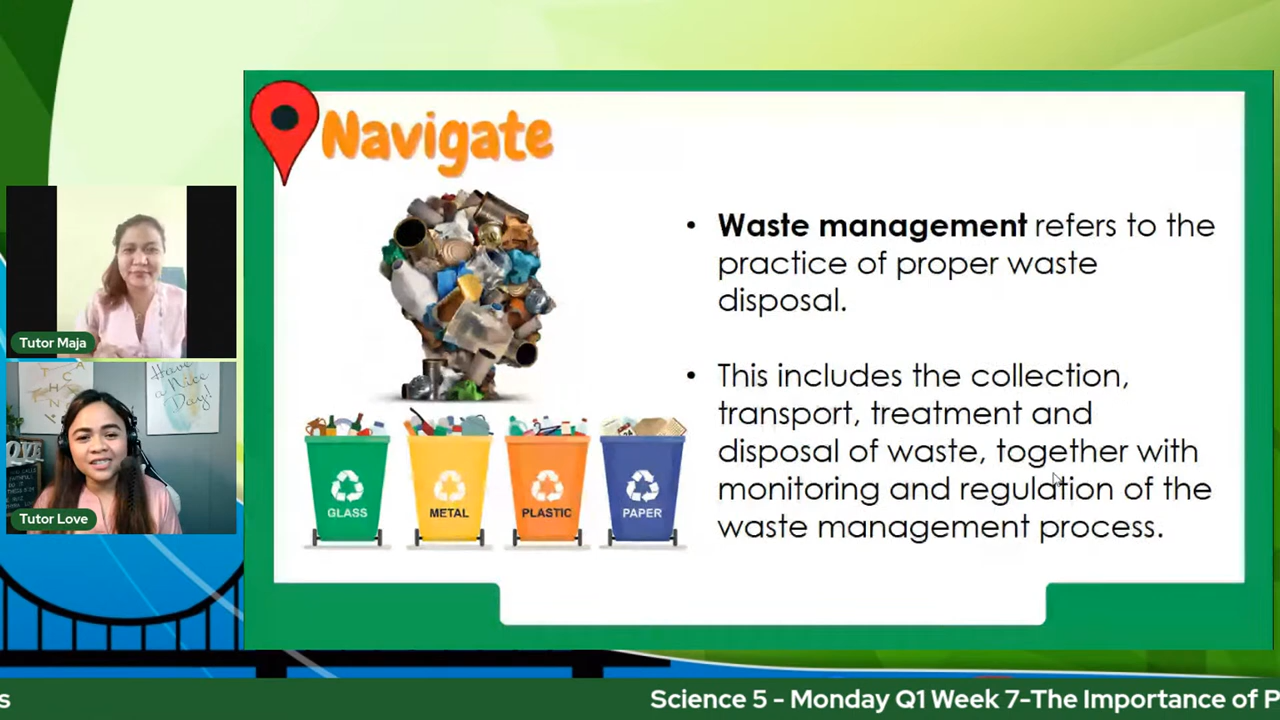 Navigate
Waste management refers to the
practice of proper waste
disposal.
This includes the collection,
transport, treatment and
disposal of waste, together with
monitoring and regulation of the
waste management process.
GLASS
METAL
PLASTIC
PAPER
Tutor Maja
Have
a Nice
Day!
Tutor Love
s
Science 5 - Monday Q1 Week 7-The Importance of P